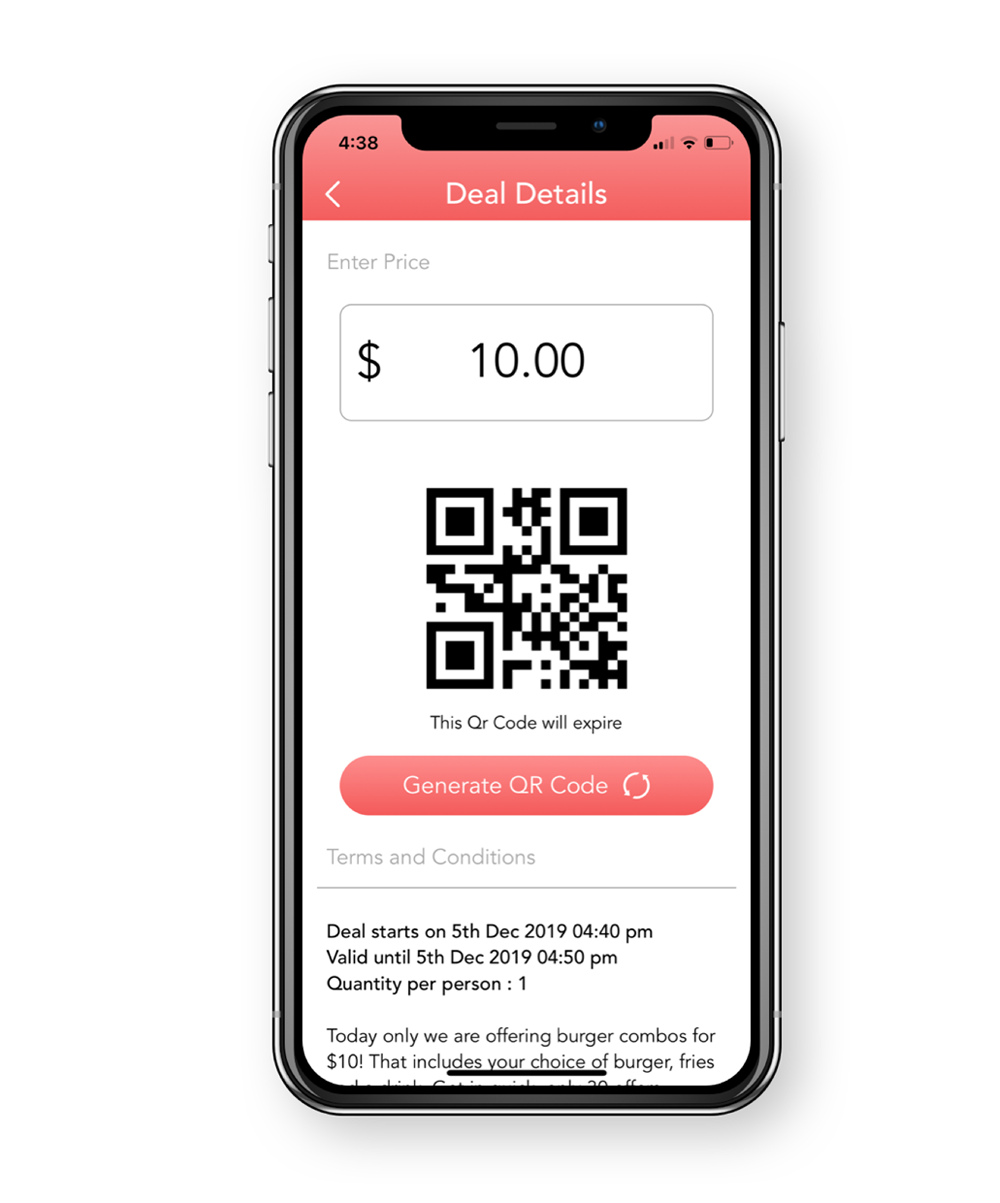 4:38
Deal Details
Enter Price
$ 10.00
This Qr Code will expire
Generate QR Code
Terms and Conditions
Deal starts on 5th Dec 2019 04:40 pm
Valid until 5th Dec 2019 04:50 pm
Quantity per person : 1
Today only we are offering burger combos for
$10! That includes your choice of burger, fries